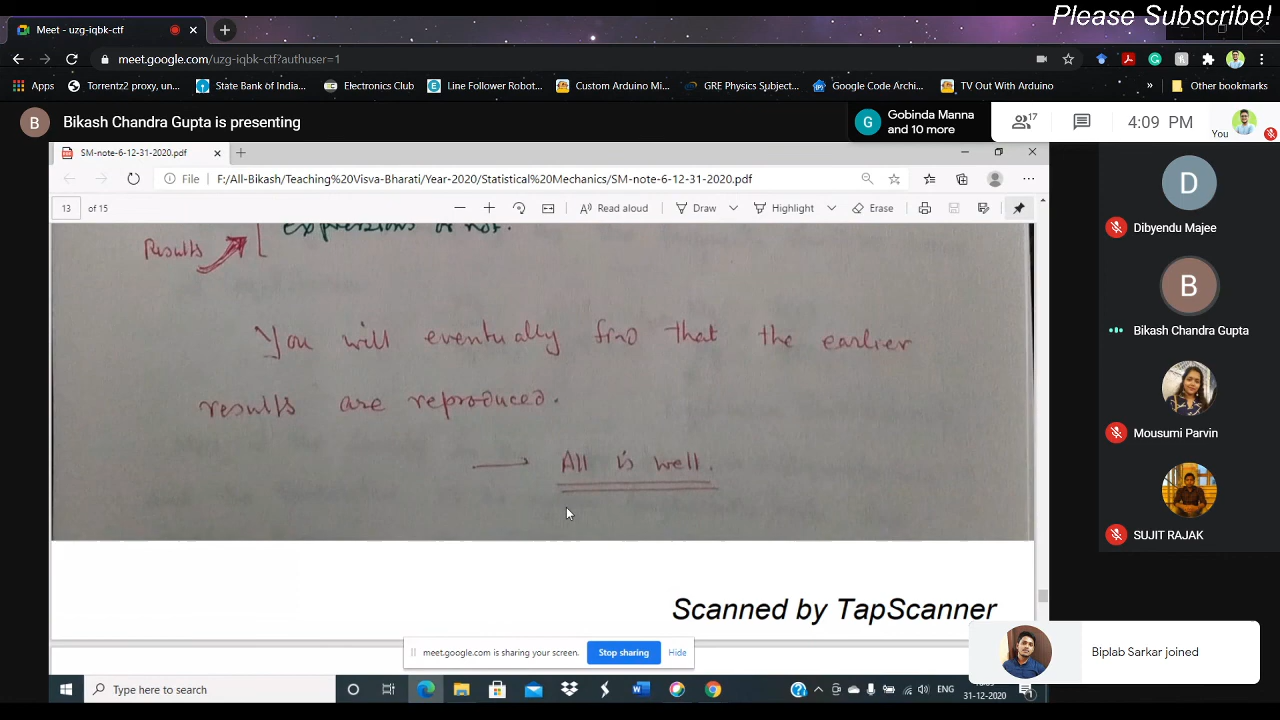 Please Subscribe!
Meet - uzg-iqbk-ctf
meet.google.com/uzg-iqbk-ctf?authuser=1
Apps Torrentz2 proxy, un... State Bank of India... Electronics Club Line Follower Robot... Custom Arduino Mi... GRE Physics Subject... Google Code Archi... TV Out With Arduino » Other bookmarks
B Bikash Chandra Gupta is presenting
G Gobinda Manna
and 10 more
17
4:09 PM
You
SM-note-6-12-31-2020.pdf
File F:/All-Bikash/Teaching%20Visva-Bharati/Year-2020/Statistical%20Mechanics/SM-note-6-12-31-2020.pdf
13 of 15 Read aloud Draw Highlight Erase
expressions or not.
Results
You will eventually find that the earlier
results are reproduced.
All is well.
Scanned by TapScanner
D
Dibyendu Majee
B
Bikash Chandra Gupta
Mousumi Parvin
SUJIT RAJAK
Biplab Sarkar joined
meet.google.com is sharing your screen. Stop sharing Hide
Type here to search
ENG
31-12-2020